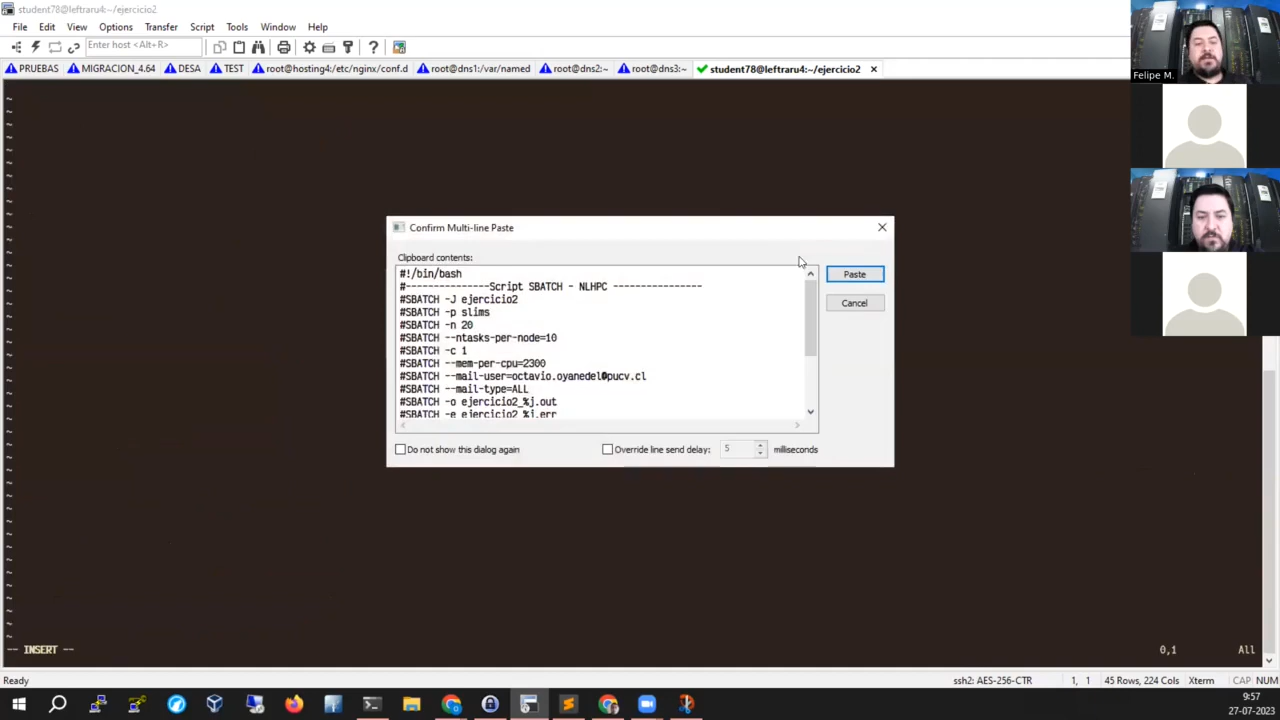 student78@leftraru4:~/ejercicio2
File Edit View Options Transfer Script Tools Window Help
Enter host <Alt+R>
PRUEBAS MIGRACION_4.64 DESA TEST root@hosting4:/etc/nginx/conf.d root@dns1:/var/named root@dns2:~ root@dns3:~ student78@leftraru4:~/ejercicio2
Felipe M.
Confirm Multi-line Paste
Clipboard contents:
#!/bin/bash
#---------------Script SBATCH - NLHPC ----------------
#SBATCH -J ejercicio2
#SBATCH -p slims
#SBATCH -n 20
#SBATCH --ntasks-per-node=10
#SBATCH -c 1
#SBATCH --mem-per-cpu=2300
#SBATCH --mail-user=octavio.oyanedel@pucv.cl
#SBATCH --mail-type=ALL
#SBATCH -o ejercicio2_%j.out
#SBATCH -e ejercicio2_%j.err
Paste
Cancel
Do not show this dialog again Override line send delay: 5 milliseconds
-- INSERT -- 0,1 All
Ready ssh2: AES-256-CTR 1, 1 45 Rows, 224 Cols Xterm CAP NUM
9:57
27-07-2023